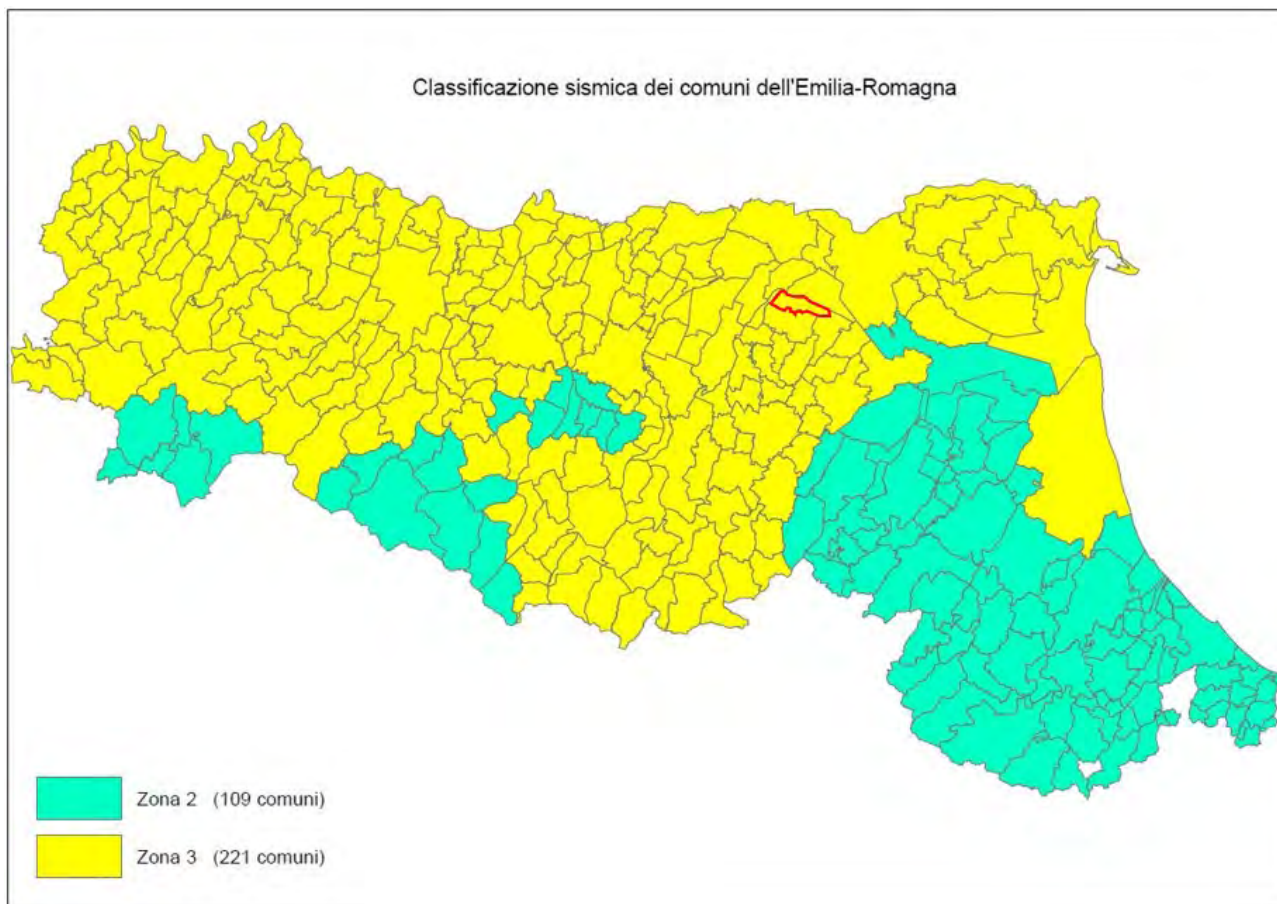 Classificazione sismica dei comuni dell'Emilia-Romagna
Zona 2 (109 comuni)
Zona 3 (221 comuni)